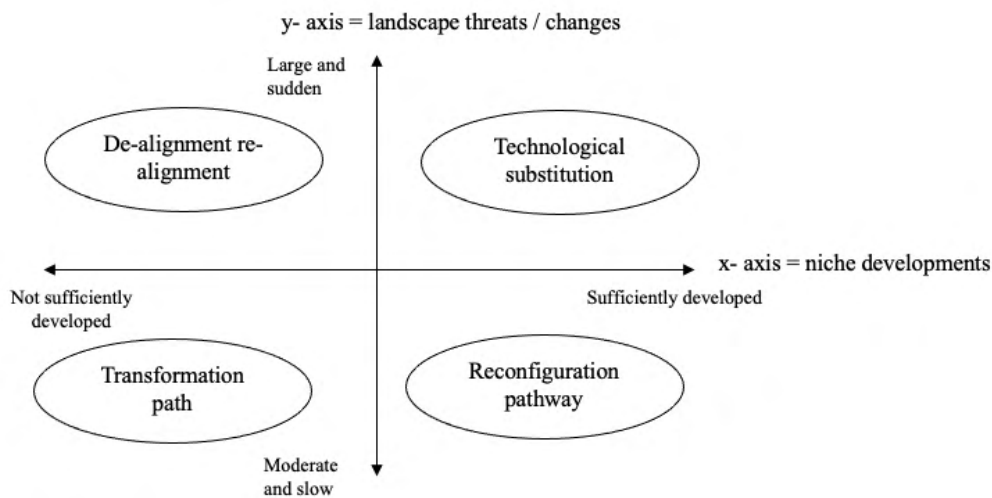 y- axis = landscape threats / changes
Large and
sudden
De-alignment re-
alignment
Technological
substitution
x- axis = niche developments
Not sufficiently
developed
Sufficiently developed
Transformation
path
Reconfiguration
pathway
Moderate
and slow